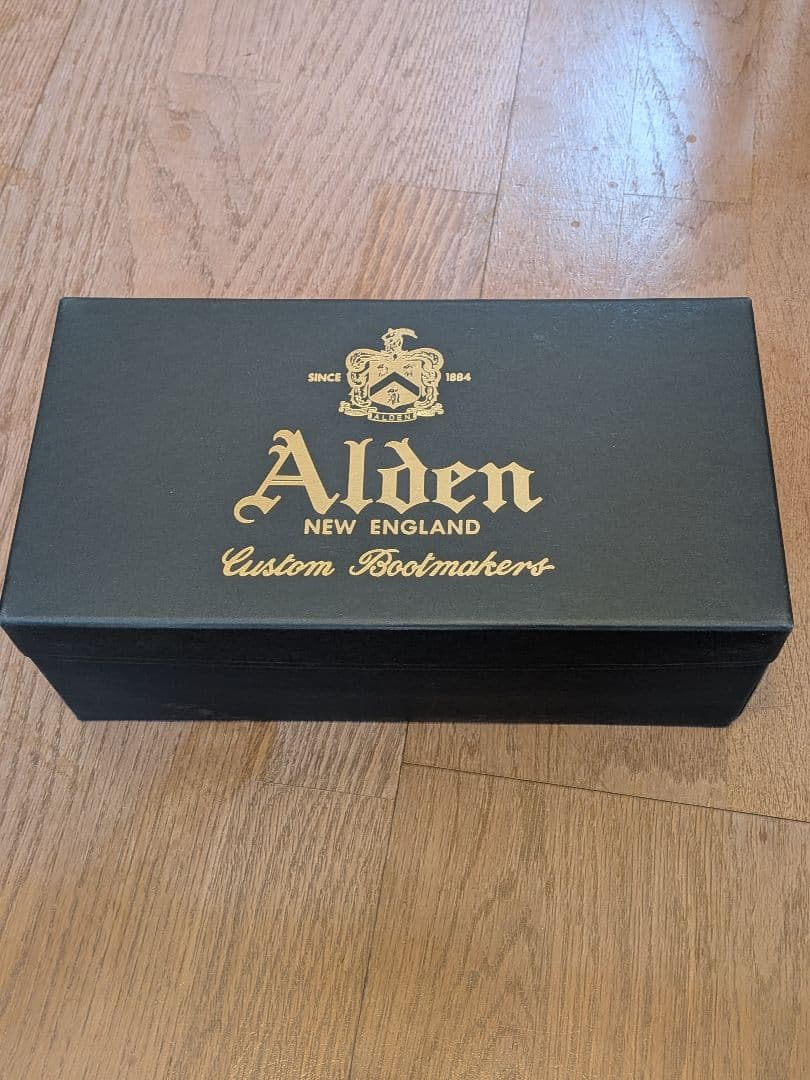 SINCE 1884
ALDEN
Alden
NEW ENGLAND
Custom Bootmakers